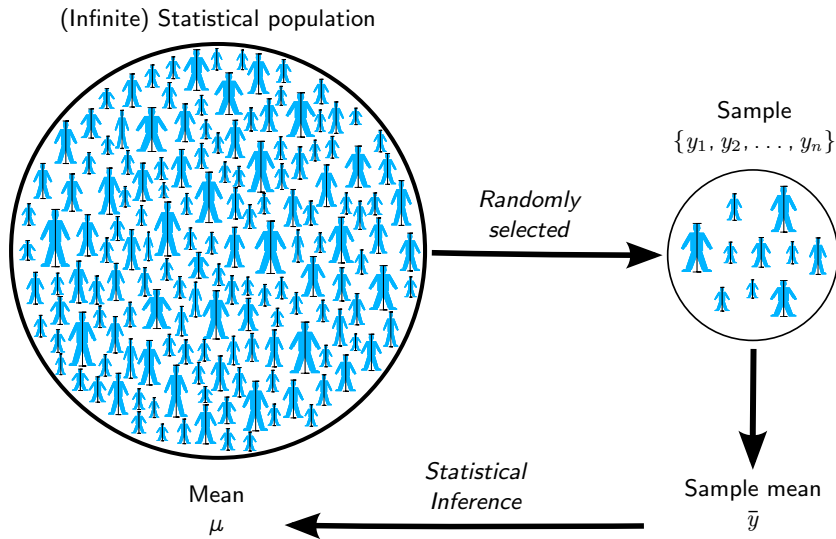 (Infinite) Statistical population
Sample
{y₁, y₂, . . . , yₙ}
Randomly
selected
Statistical
Inference
Mean
μ
Sample mean
ȳ